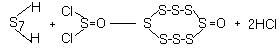 H Cl S-S-S
S7 + S=O S S=O + 2HCl
H Cl S-S-S